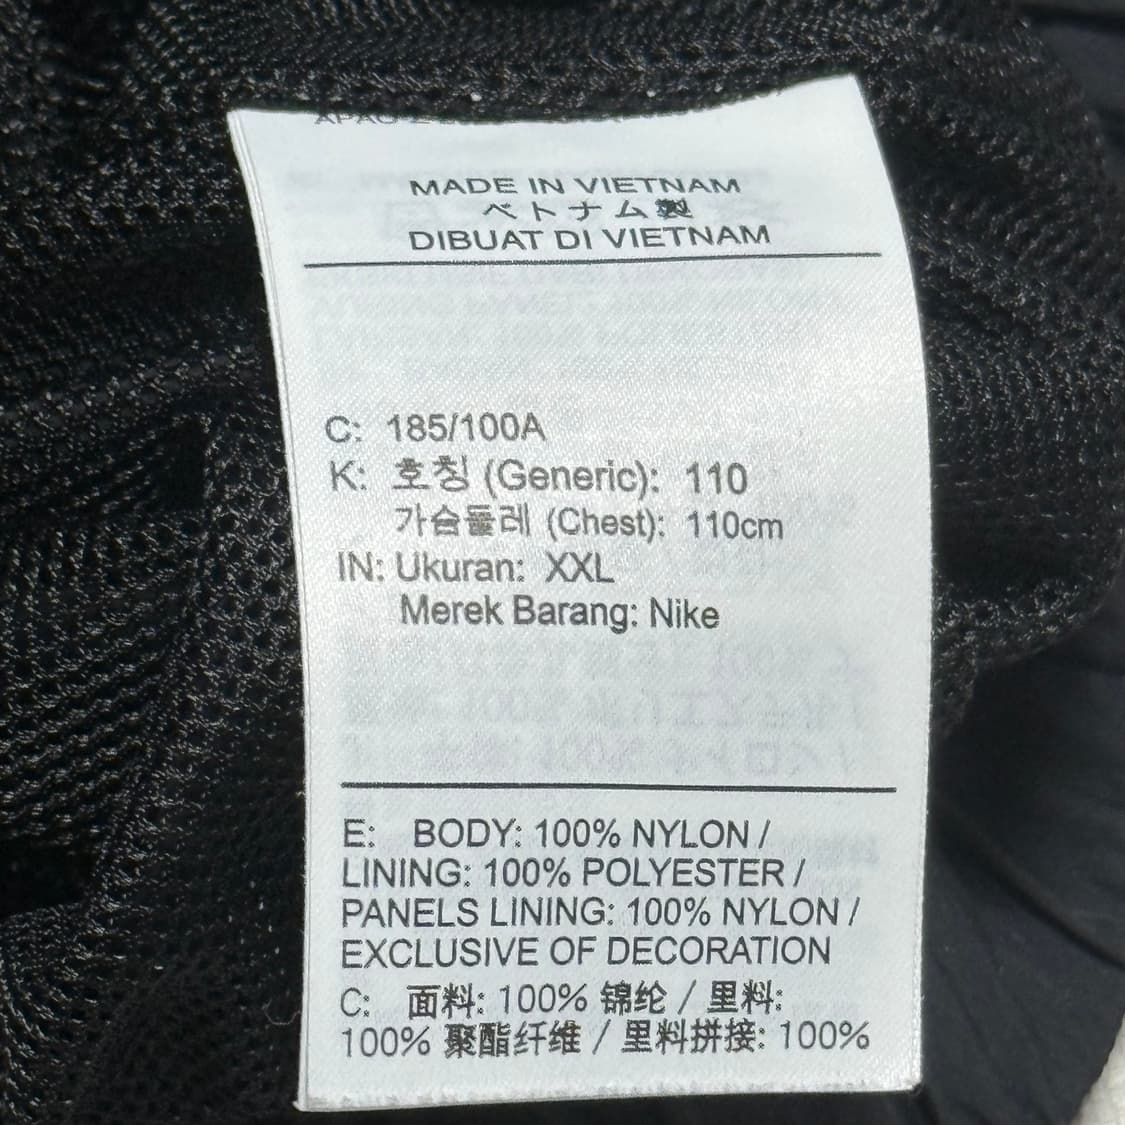 MADE IN VIETNAM
ベトナム製
DIBUAT DI VIETNAM
C: 185/100A
K: 호칭 (Generic): 110
가슴둘레 (Chest): 110cm
IN: Ukuran: XXL
Merek Barang: Nike
E: BODY: 100% NYLON /
LINING: 100% POLYESTER /
PANELS LINING: 100% NYLON /
EXCLUSIVE OF DECORATION
C: 面料: 100% 锦纶 / 里料:
100% 聚酯纤维 / 里料拼接: 100%